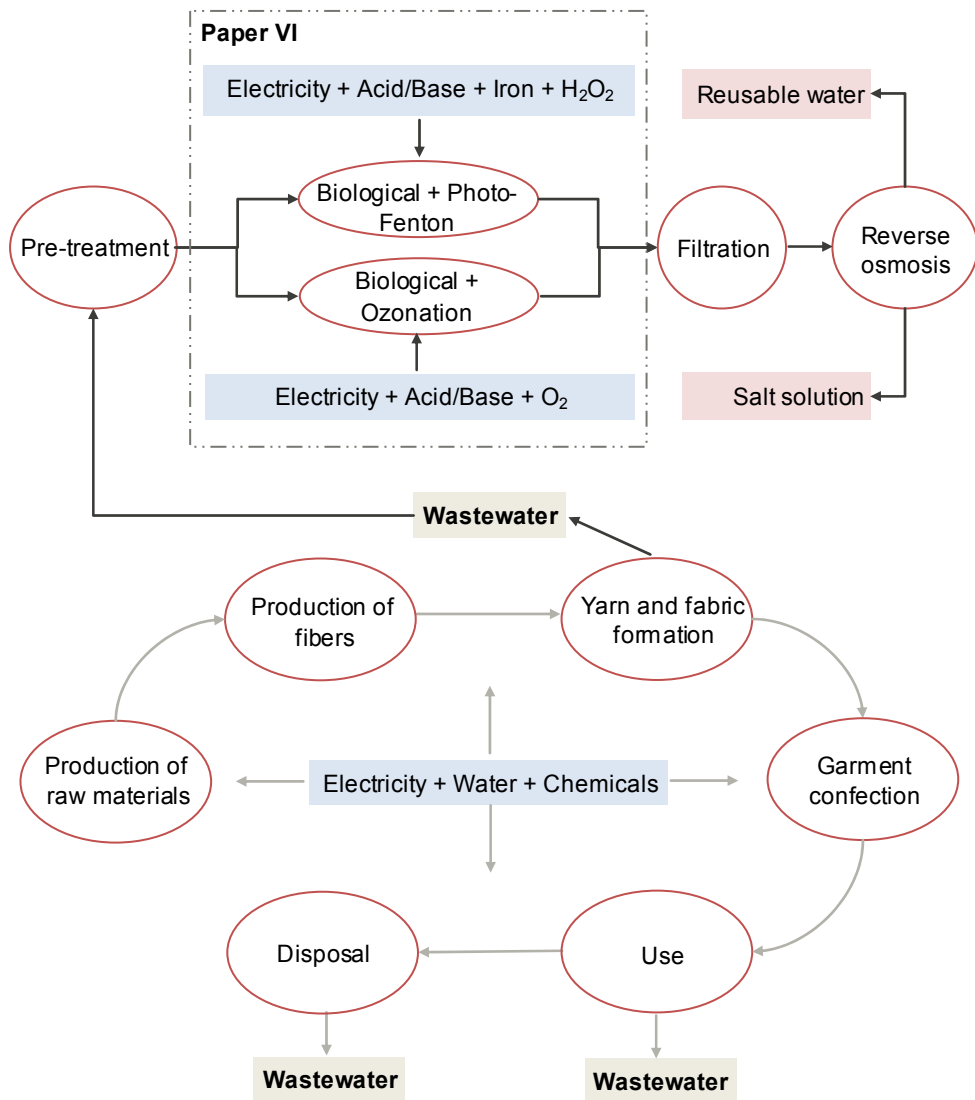 Paper VI
Electricity + Acid/Base + Iron + H₂O₂
Reusable water
Biological + Photo-
Fenton
Pre-treatment
Filtration
Reverse
osmosis
Biological +
Ozonation
Electricity + Acid/Base + O₂
Salt solution
Wastewater
Production of
fibers
Yarn and fabric
formation
Production of
raw materials
Electricity + Water + Chemicals
Garment
confection
Disposal
Use
Wastewater
Wastewater